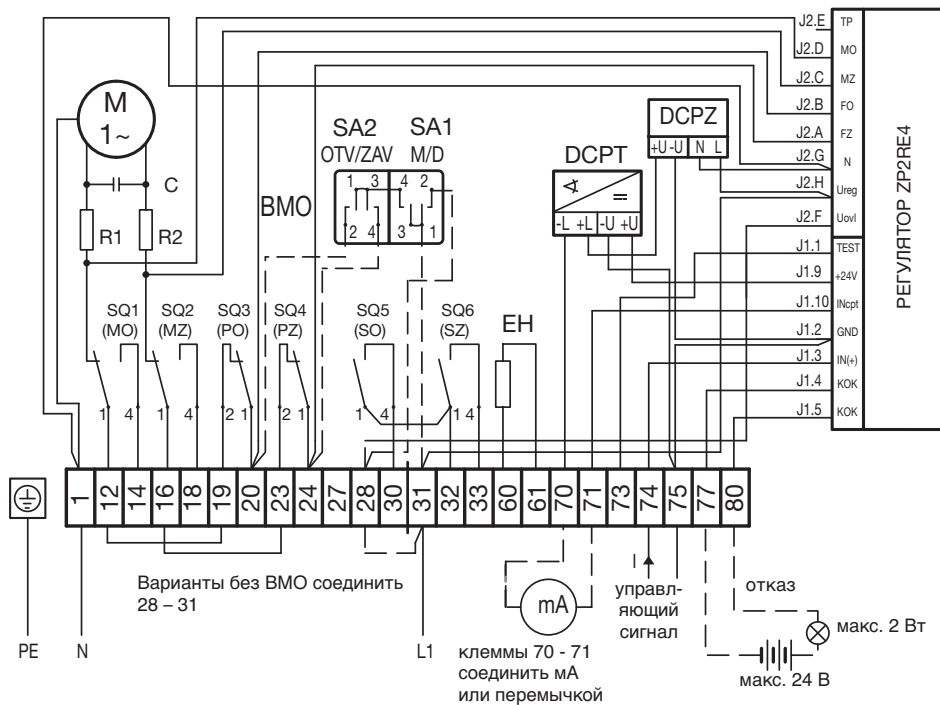 J2.E TP
J2.D MO
J2.C MZ
J2.B FO
J2.A FZ
J2.G N
J2.H Ureg
J2.F Uovl
J1.1 TEST
J1.9 +24V
J1.10 INcpt
J1.2 GND
J1.3 IN(+)
J1.4 KOK
J1.5 KOK
РЕГУЛЯТОР ZP2RE4
M
1~
C
R1 R2
BMO
SA2 SA1
OTV/ZAV M/D
1 3 4 2
2 4 3 1
DCPT
-L +L -U +U
DCPZ
+U -U N L
SQ1 SQ2 SQ3 SQ4 SQ5 SQ6
(MO) (MZ) (PO) (PZ) (SO) (SZ)
EH
1 4 1 4 2 1 2 1 1 4 1 4
1 12 14 16 18 19 20 23 24 27 28 30 31 32 33 60 61 70 71 73 74 75 77 80
Варианты без ВМО соединить
28 – 31
PE N L1
mA
клеммы 70 - 71
соединить мА
или перемычкой
I
управл-
яющий
сигнал
отказ
макс. 2 Вт
макс. 24 В